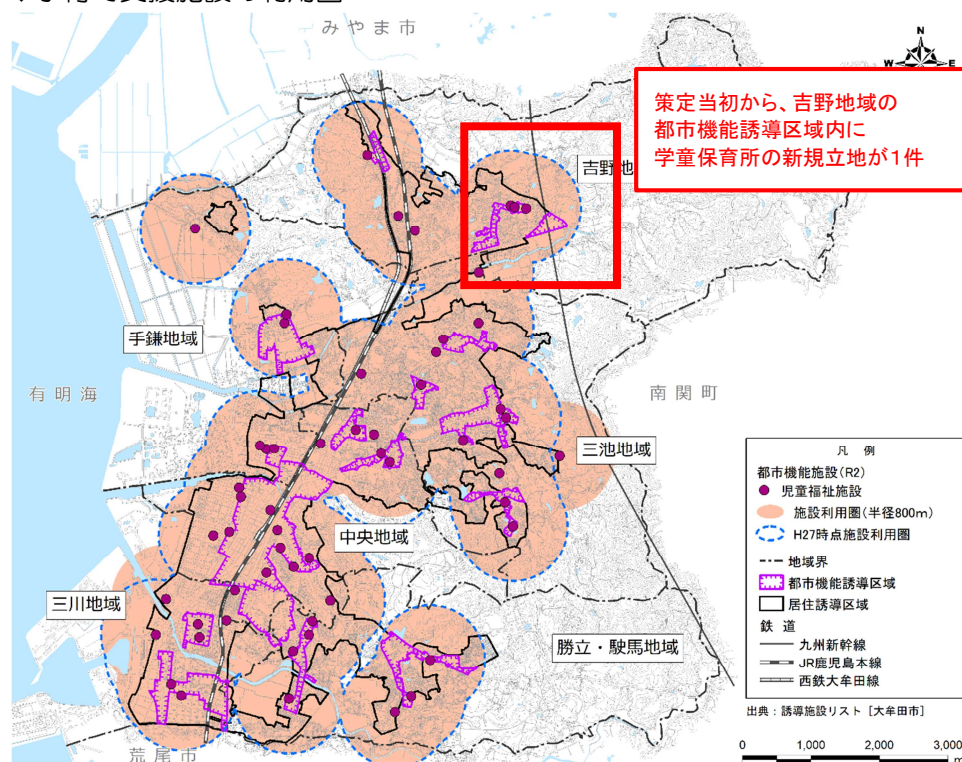 みやま市
N
W
E
策定当初から、吉野地域の
都市機能誘導区域内に
学童保育所の新規立地が1件
手鎌地域
有明海
南関町
三池地域
中央地域
三川地域
勝立・駛馬地域
荒尾市
凡 例
都市機能施設(R2)
児童福祉施設
施設利用圏(半径800m)
H27時点施設利用圏
地域界
都市機能誘導区域
居住誘導区域
鉄 道
九州新幹線
JR鹿児島本線
西鉄大牟田線
出典：誘導施設リスト [大牟田市]
0 1,000 2,000 3,000
m